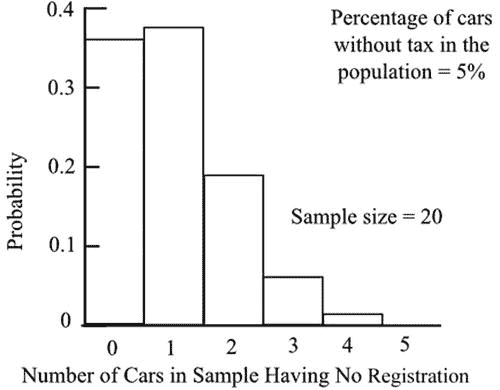 0.4
0.3
0.2
0.1
0
Probability
Percentage of cars
without tax in the
population = 5%
Sample size = 20
0 1 2 3 4 5
Number of Cars in Sample Having No Registration